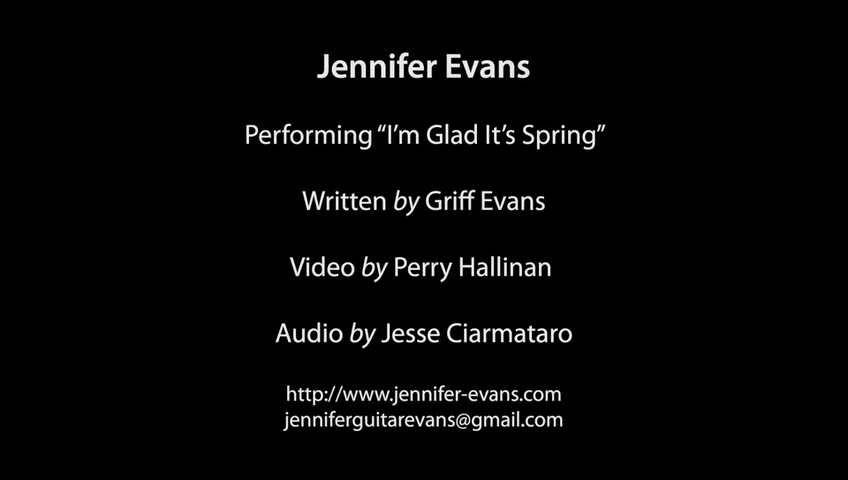 Jennifer Evans
Performing “I’m Glad It’s Spring”
Written by Griff Evans
Video by Perry Hallinan
Audio by Jesse Ciarmataro
http://www.jennifer-evans.com
jenniferguitarevans@gmail.com